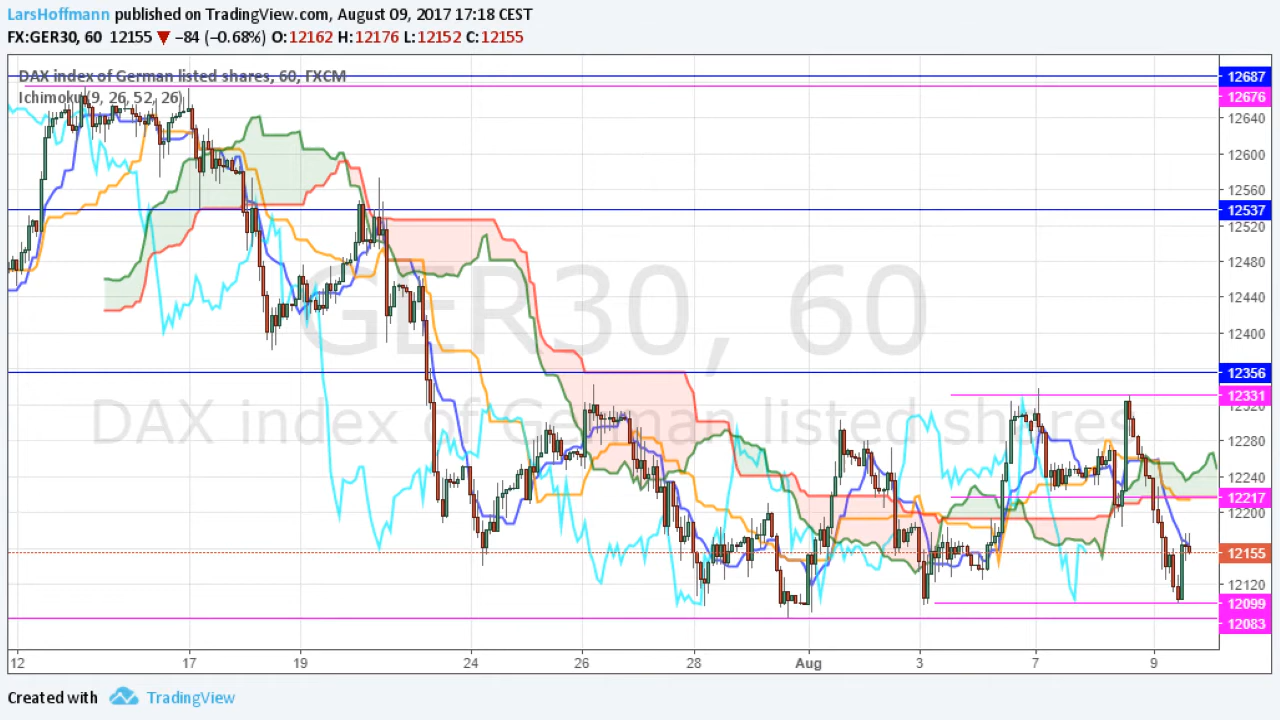 LarsHoffmann published on TradingView.com, August 09, 2017 17:18 CEST
FX:GER30, 60 12155 ▼ −84 (−0.68%) O:12162 H:12176 L:12152 C:12155
DAX index of German listed shares, 60, FXCM
Ichimoku (9, 26, 52, 26)
GER30, 60
DAX index of German listed shares
12687
12676
12640
12600
12560
12537
12520
12480
12440
12400
12356
12331
12320
12280
12240
12217
12200
12155
12120
12099
12083
12 17 19 24 26 28 Aug 3 7 9
Created with TradingView